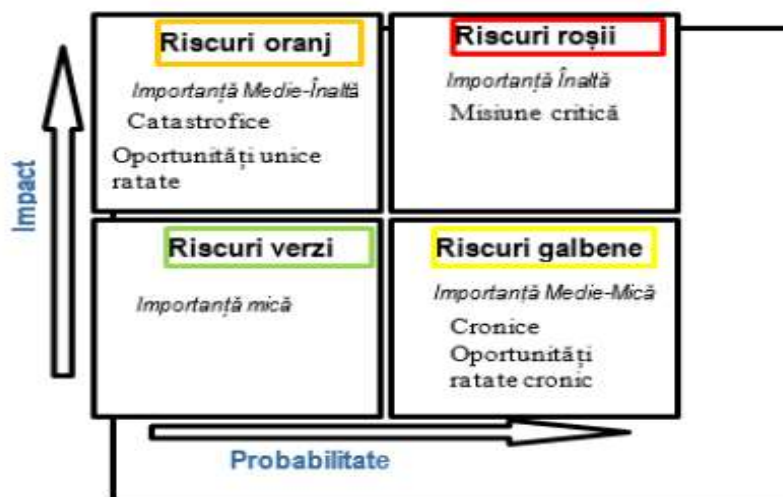 Riscuri oranj
Importanță Medie-Înaltă
Catastrofice
Oportunități unice
ratate
Riscuri roșii
Importanță Înaltă
Misiune critică
Impact
Riscuri verzi
Importanță mică
Riscuri galbene
Importanță Medie-Mică
Cronice
Oportunități
ratate cronic
Probabilitate